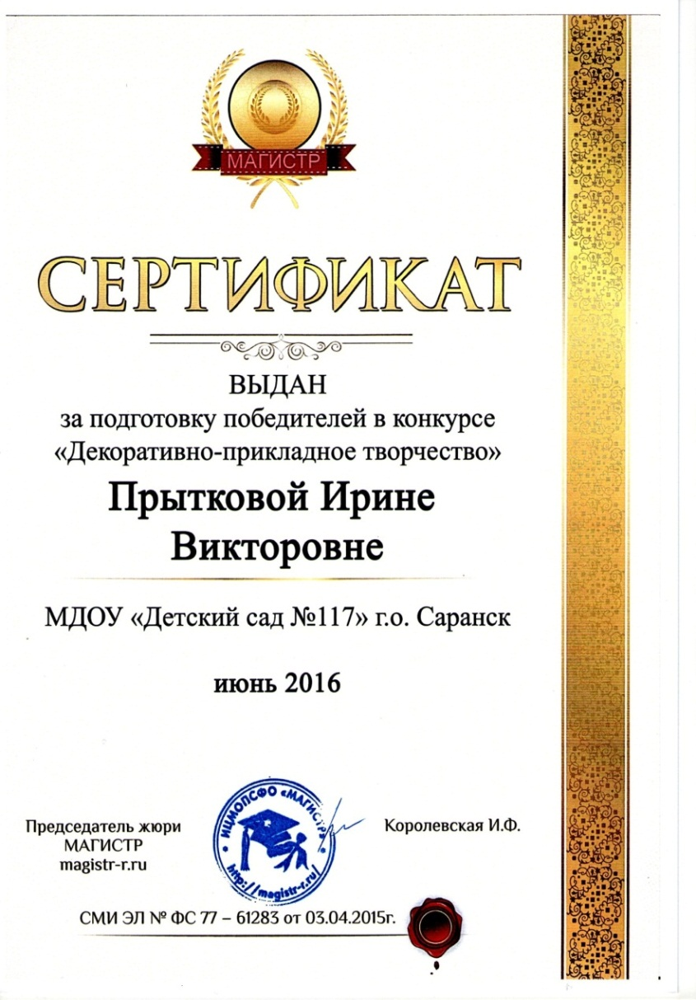 МАГИСТР
СЕРТИФИКАТ
ВЫДАН
за подготовку победителей в конкурсе
«Декоративно-прикладное творчество»
Прытковой Ирине
Викторовне
МДОУ «Детский сад №117» г.о. Саранск
июнь 2016
Председатель жюри
МАГИСТР
magistr-r.ru
ИЦМОПСФО «МАГИСТР»
http://magistr-r.ru/
Королевская И.Ф.
СМИ ЭЛ № ФС 77 – 61283 от 03.04.2015г.